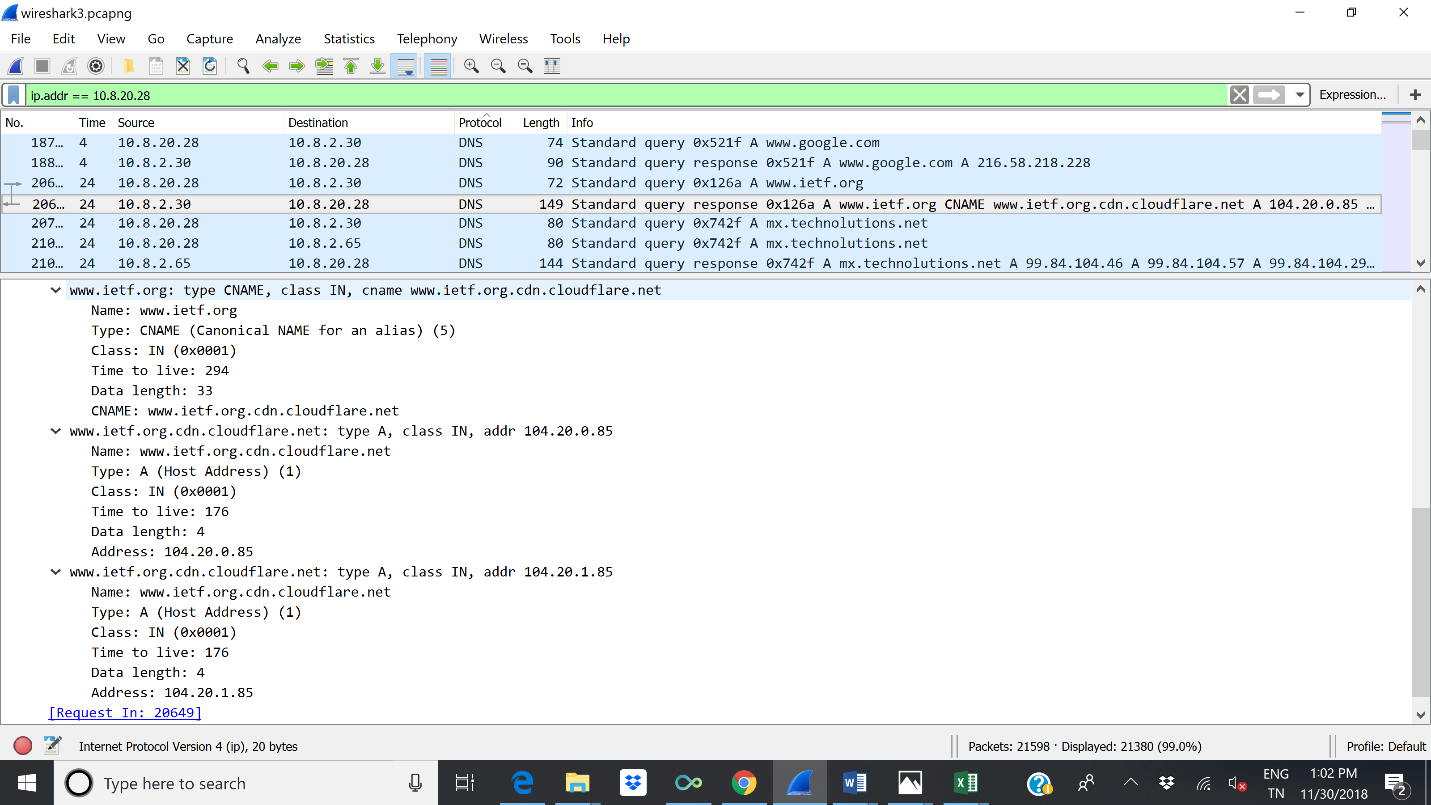 wireshark3.pcapng
File Edit View Go Capture Analyze Statistics Telephony Wireless Tools Help
ip.addr == 10.8.20.28 Expression... +
No. Time Source Destination Protocol Length Info
187... 4 10.8.20.28 10.8.2.30 DNS 74 Standard query 0x521f A www.google.com
188... 4 10.8.2.30 10.8.20.28 DNS 90 Standard query response 0x521f A www.google.com A 216.58.218.228
206... 24 10.8.20.28 10.8.2.30 DNS 72 Standard query 0x126a A www.ietf.org
206... 24 10.8.2.30 10.8.20.28 DNS 149 Standard query response 0x126a A www.ietf.org CNAME www.ietf.org.cdn.cloudflare.net A 104.20.0.85 ...
207... 24 10.8.20.28 10.8.2.30 DNS 80 Standard query 0x742f A mx.technolutions.net
210... 24 10.8.20.28 10.8.2.65 DNS 80 Standard query 0x742f A mx.technolutions.net
210... 24 10.8.2.65 10.8.20.28 DNS 144 Standard query response 0x742f A mx.technolutions.net A 99.84.104.46 A 99.84.104.57 A 99.84.104.29...
www.ietf.org: type CNAME, class IN, cname www.ietf.org.cdn.cloudflare.net
Name: www.ietf.org
Type: CNAME (Canonical NAME for an alias) (5)
Class: IN (0x0001)
Time to live: 294
Data length: 33
CNAME: www.ietf.org.cdn.cloudflare.net
www.ietf.org.cdn.cloudflare.net: type A, class IN, addr 104.20.0.85
Name: www.ietf.org.cdn.cloudflare.net
Type: A (Host Address) (1)
Class: IN (0x0001)
Time to live: 176
Data length: 4
Address: 104.20.0.85
www.ietf.org.cdn.cloudflare.net: type A, class IN, addr 104.20.1.85
Name: www.ietf.org.cdn.cloudflare.net
Type: A (Host Address) (1)
Class: IN (0x0001)
Time to live: 176
Data length: 4
Address: 104.20.1.85
[Request In: 20649]
Internet Protocol Version 4 (ip), 20 bytes Packets: 21598 · Displayed: 21380 (99.0%) Profile: Default
Type here to search ENG 1:02 PM
TN 11/30/2018 2